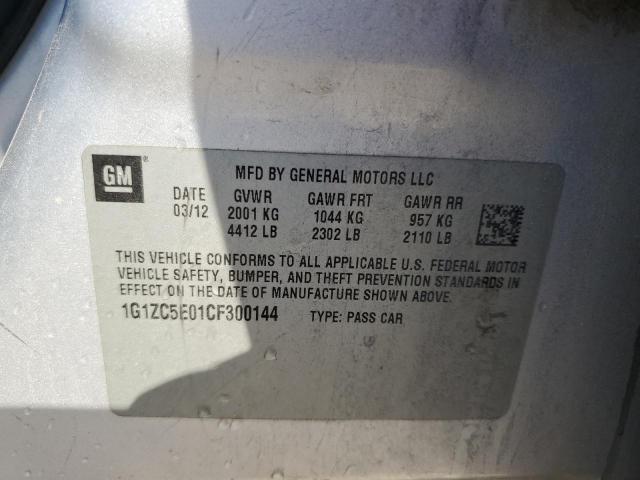 GM ®
MFD BY GENERAL MOTORS LLC
DATE GVWR GAWR FRT GAWR RR
03/12 2001 KG 1044 KG 957 KG
4412 LB 2302 LB 2110 LB
THIS VEHICLE CONFORMS TO ALL APPLICABLE U.S. FEDERAL MOTOR
VEHICLE SAFETY, BUMPER, AND THEFT PREVENTION STANDARDS IN
EFFECT ON THE DATE OF MANUFACTURE SHOWN ABOVE.
1G1ZC5E01CF300144 TYPE: PASS CAR